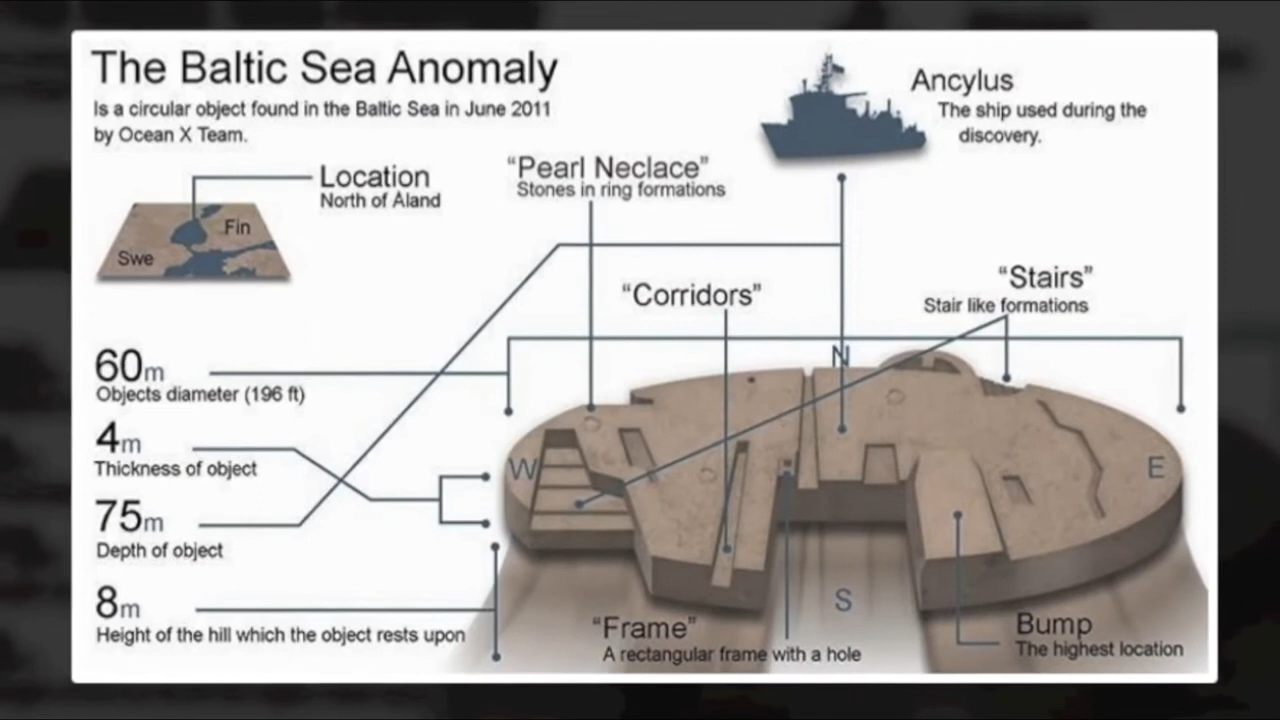 The Baltic Sea Anomaly
Is a circular object found in the Baltic Sea in June 2011
by Ocean X Team.
Ancylus
The ship used during the
discovery.
Location
North of Åland
Fin
Swe
“Pearl Neclace”
Stones in ring formations
“Corridors”
“Stairs”
Stair like formations
60m
Objects diameter (196 ft)
4m
Thickness of object
75m
Depth of object
8m
Height of the hill which the object rests upon
N
W
E
S
“Frame”
A rectangular frame with a hole
Bump
The highest location